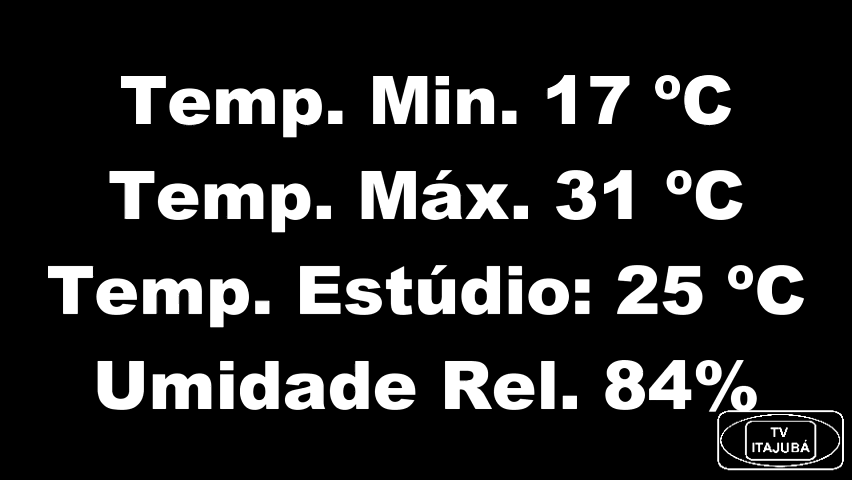 Temp. Min. 17 ºC
Temp. Máx. 31 ºC
Temp. Estúdio: 25 ºC
Umidade Rel. 84%
TV
ITAJUBÁ